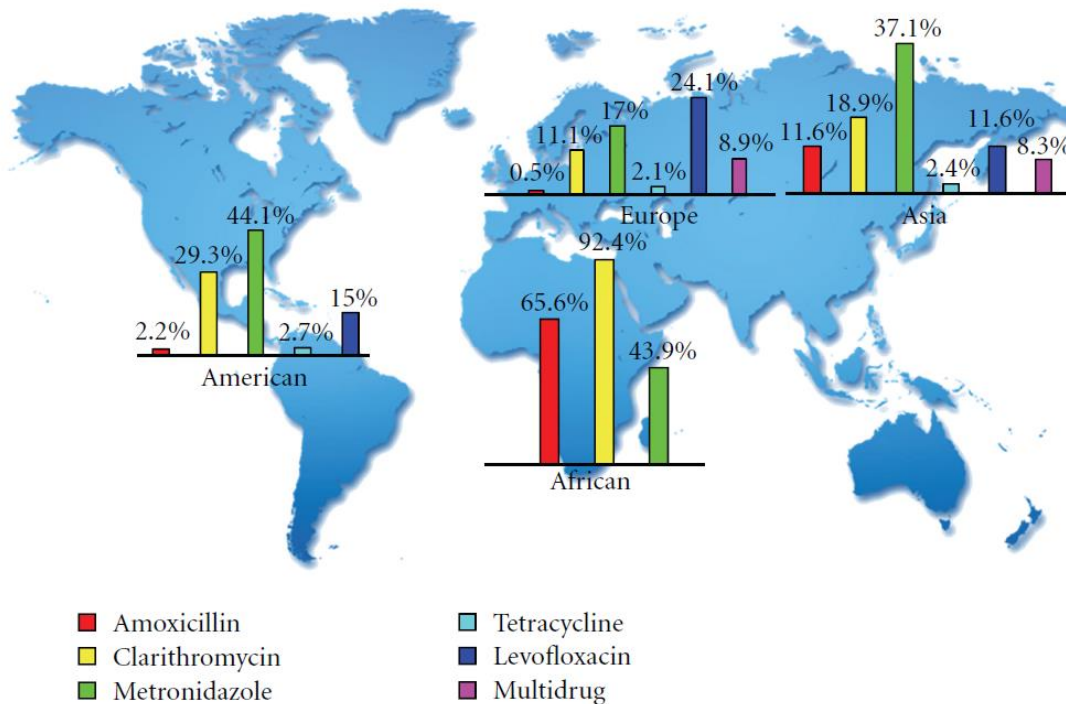 37.1%
24.1%
17%
18.9%
11.1%
11.6%
11.6%
8.9%
8.3%
0.5%
2.1%
2.4%
Europe
Asia
44.1%
92.4%
29.3%
65.6%
15%
2.2%
2.7%
43.9%
American
African
Amoxicillin
Clarithromycin
Metronidazole
Tetracycline
Levofloxacin
Multidrug